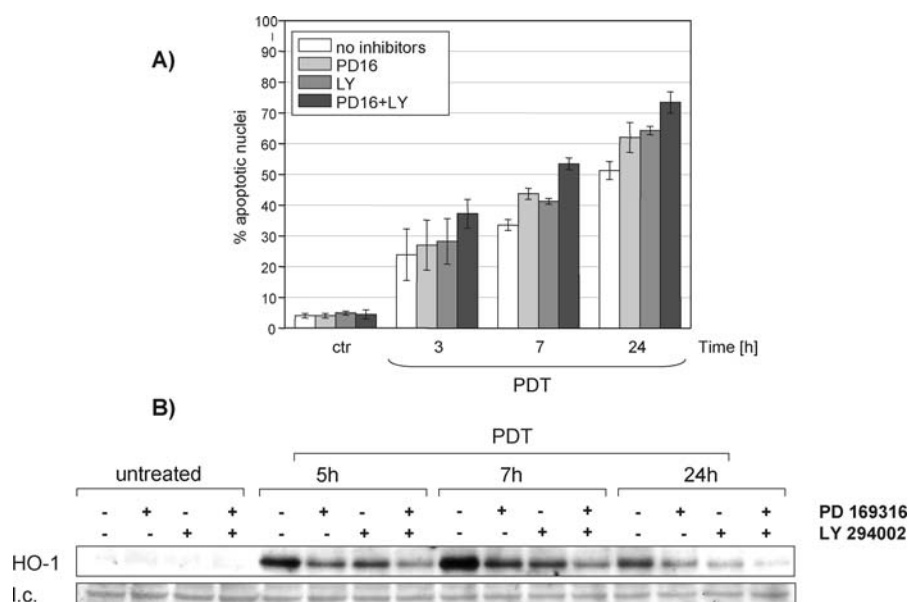 A)
100
90
80
70
60
50
40
30
20
10
0
% apoptotic nuclei
no inhibitors
PD16
LY
PD16+LY
ctr 3 7 24 Time [h]
PDT
B)
PDT
untreated 5h 7h 24h
- + - + - + - + - + - + - + - + PD 169316
- - + + - - + + - - + + - - + + LY 294002
HO-1
l.c.